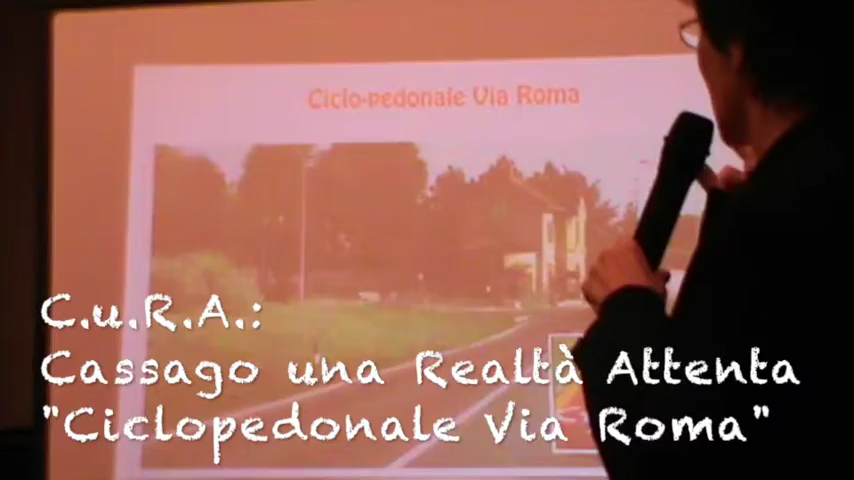 Ciclo-pedonale Via Roma
C.u.R.A.:
Cassago una Realtà Attenta
"Ciclopedonale Via Roma"